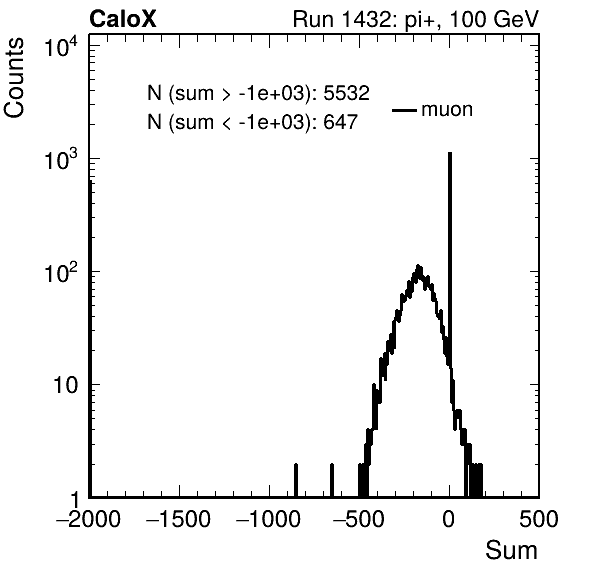 CaloX Run 1432: pi+, 100 GeV
Counts
10^4
N (sum > -1e+03): 5532
N (sum < -1e+03): 647
muon
10^3
10^2
10
1
−2000 −1500 −1000 −500 0 500
Sum